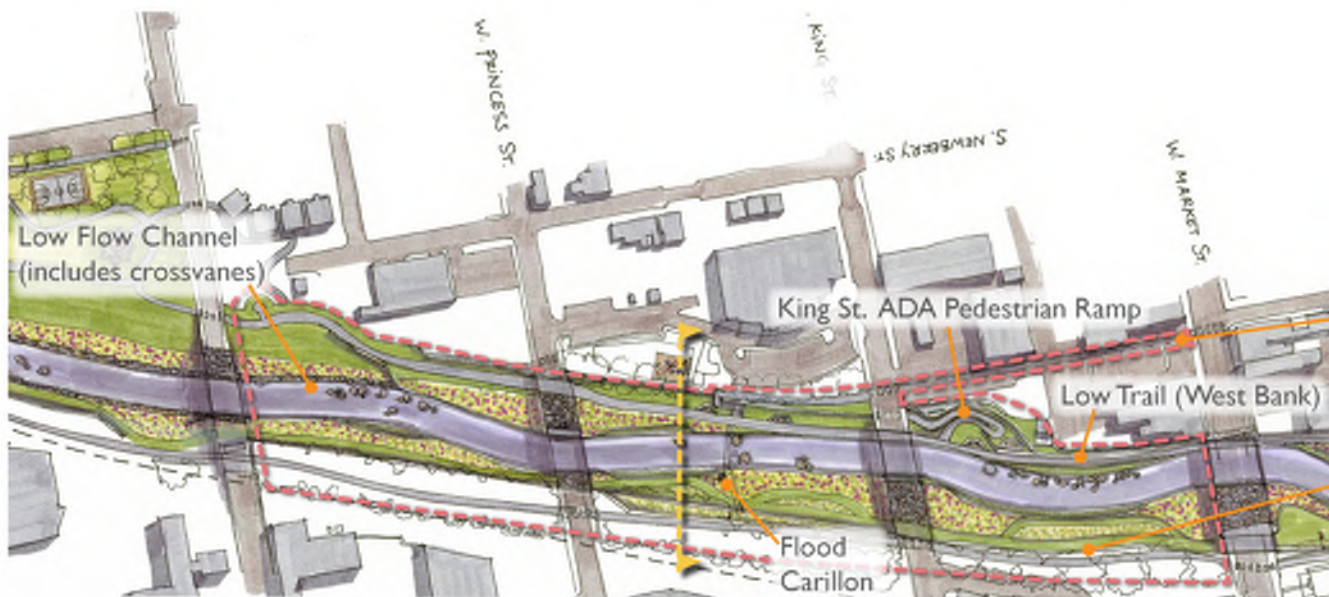 W. PRINCESS ST.
KING ST.
S. NEWBERRY ST.
W. MARKET ST.
Low Flow Channel
(includes crossvanes)
King St. ADA Pedestrian Ramp
Low Trail (West Bank)
Flood
Carillon